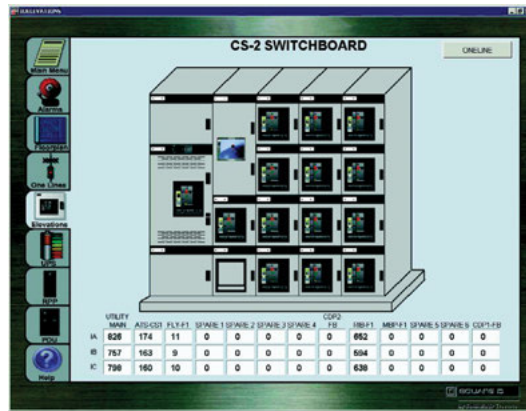 ELEVATIONS
CS-2 SWITCHBOARD
ONELINE
Main Menu
Alarms
Floorplan
One Lines
Elevations
UPS
RPP
PDU
Help
UTILITY MAIN ATS-CS1 FLY-F1 SPARE 1 SPARE 2 SPARE 3 SPARE 4 CDP2-FB MB-F1 MBP-F1 SPARE 5 SPARE 6 CDP1-FB
IA 826 174 11 0 0 0 0 0 652 0 0 0 0
IB 757 163 9 0 0 0 0 0 594 0 0 0 0
IC 798 160 10 0 0 0 0 0 638 0 0 0 0
SQUARE D